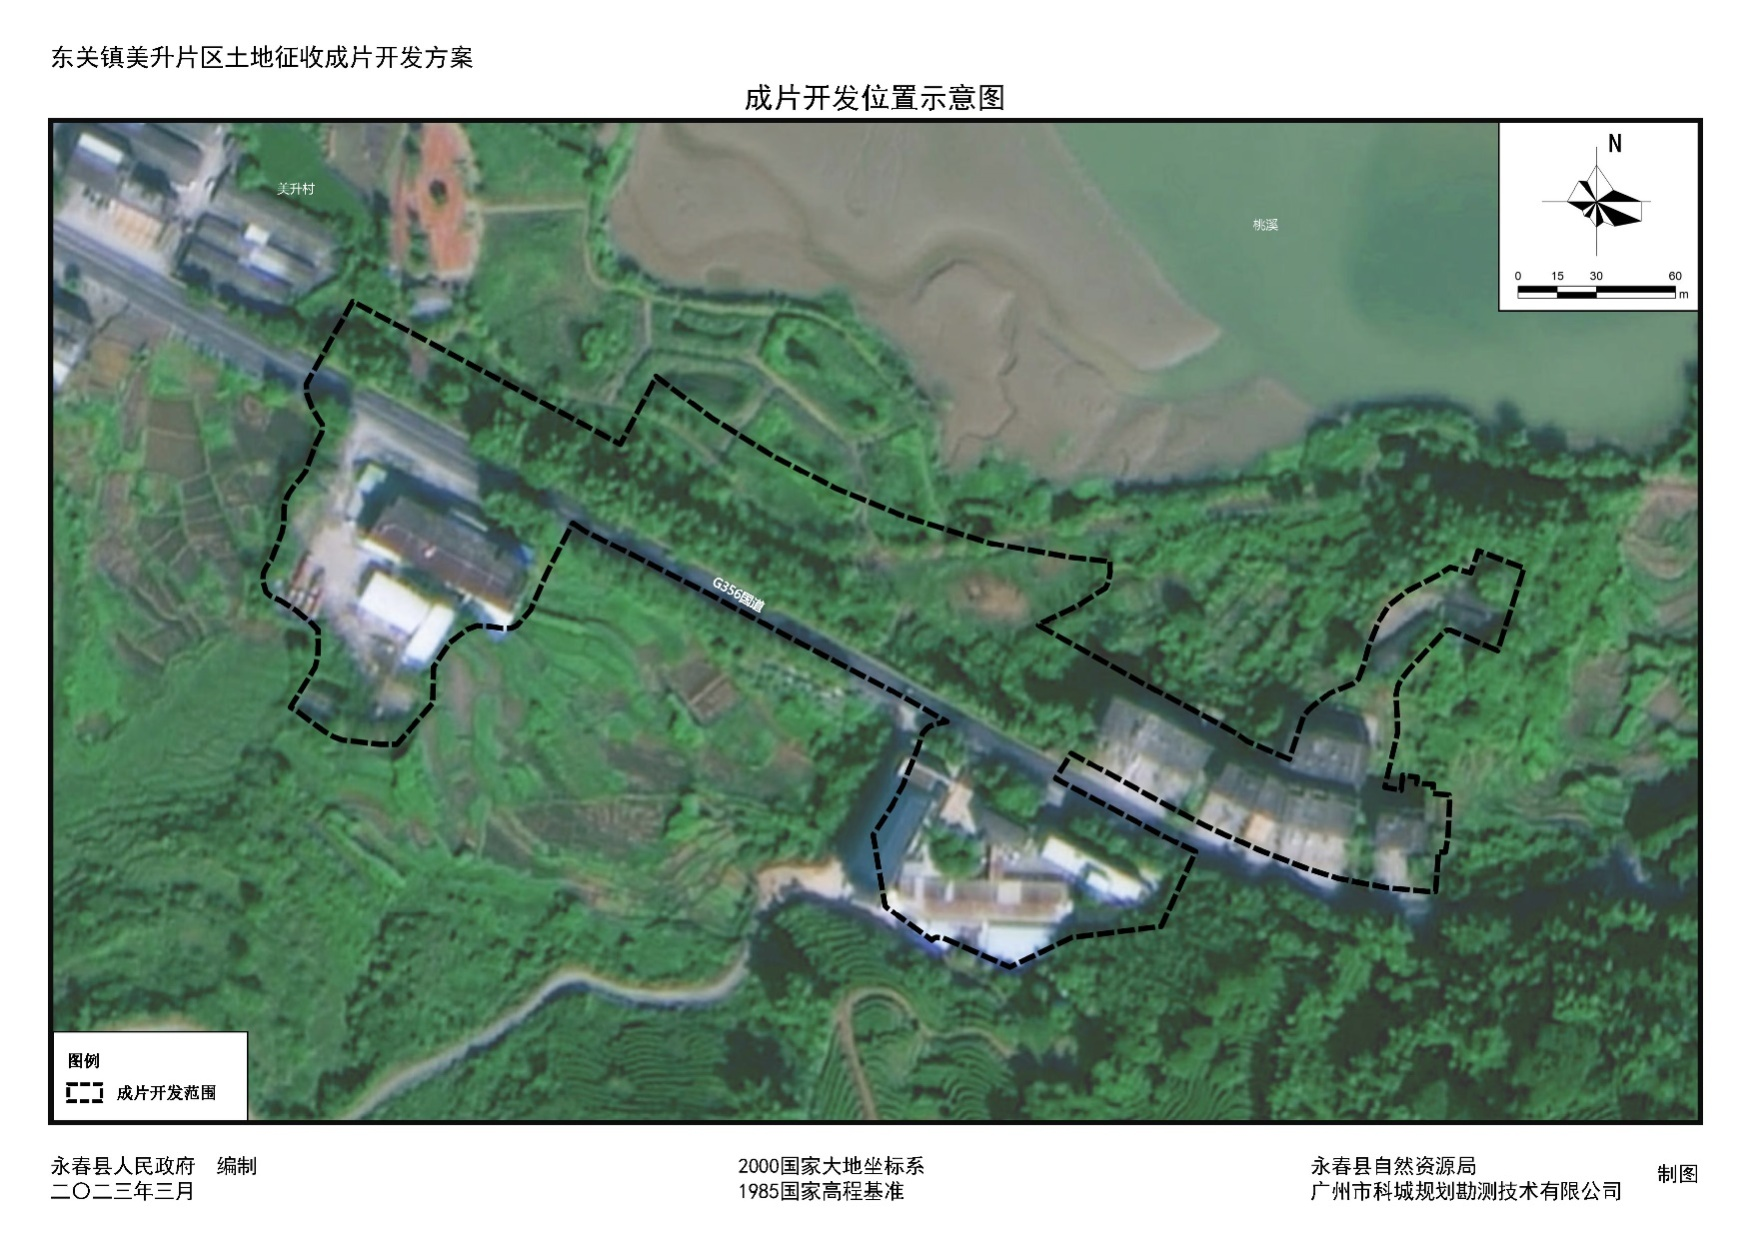 东关镇美升片区土地征收成片开发方案
成片开发位置示意图
美升村
桃溪
N
0 15 30 60
m
G356国道
图例
成片开发范围
永春县人民政府 编制
二〇二三年三月
2000国家大地坐标系
1985国家高程基准
永春县自然资源局
广州市科城规划勘测技术有限公司
制图